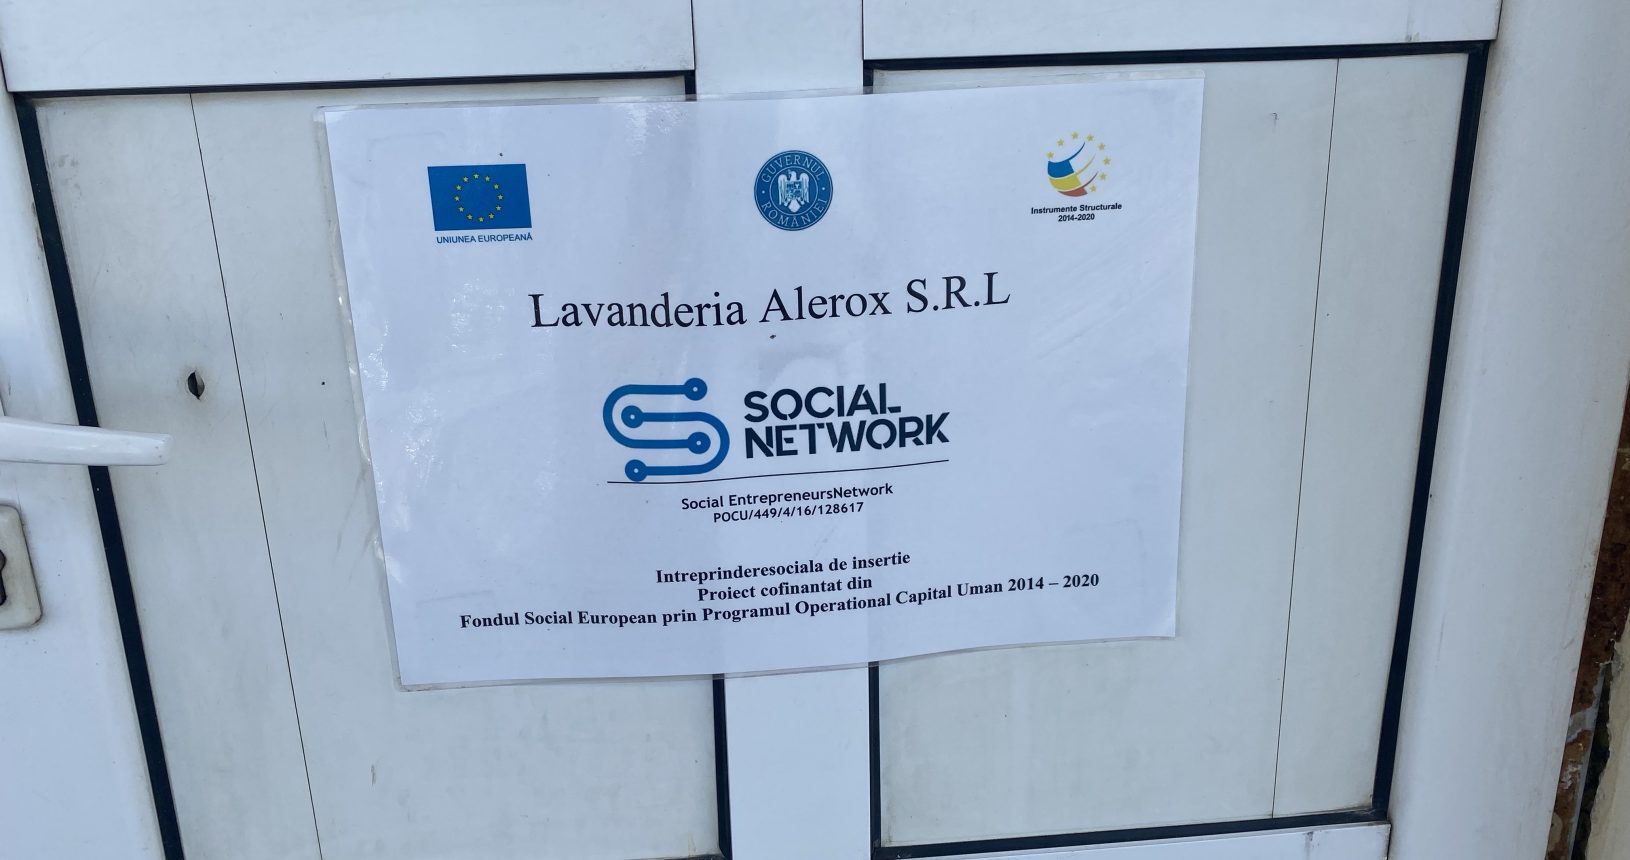 UNIUNEA EUROPEANĂ
GUVERNUL ROMÂNIEI
Instrumente Structurale
2014-2020
Lavanderia Alerox S.R.L
SOCIAL
NETWORK
Social EntrepreneursNetwork
POCU/449/4/16/128617
Intreprinderesociala de insertie
Proiect cofinantat din
Fondul Social European prin Programul Operational Capital Uman 2014 – 2020